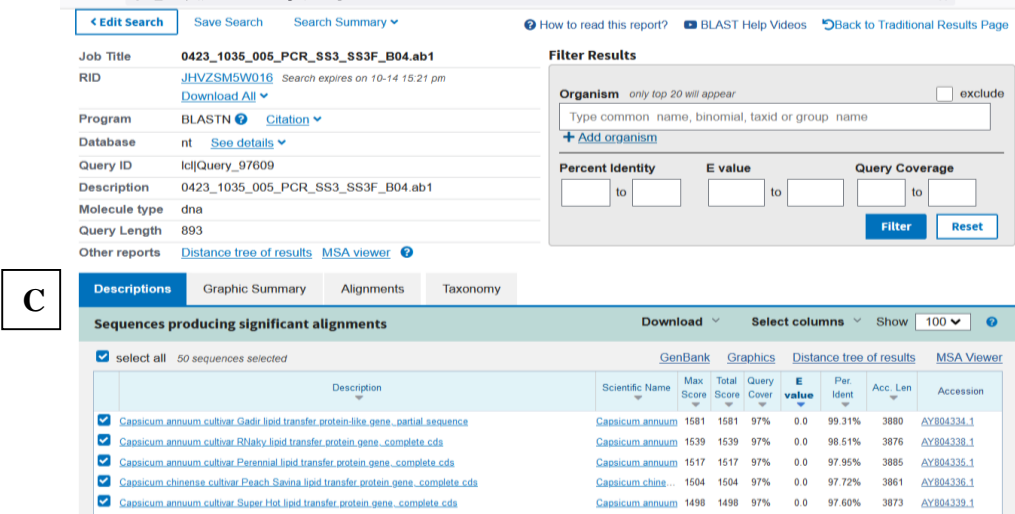 Edit Search Save Search Search Summary How to read this report? BLAST Help Videos Back to Traditional Results Page
Job Title 0423_1035_005_PCR_SS3_SS3F_B04.ab1
RID JHVZSM5W016 Search expires on 10-14 15:21 pm
Download All
Program BLASTN Citation
Database nt See details
Query ID lcl|Query_97609
Description 0423_1035_005_PCR_SS3_SS3F_B04.ab1
Molecule type dna
Query Length 893
Other reports Distance tree of results MSA viewer
Filter Results
Organism only top 20 will appear exclude
Type common name, binomial, taxid or group name
+ Add organism
Percent Identity E value Query Coverage
to to to
Filter Reset
C
Descriptions Graphic Summary Alignments Taxonomy
Sequences producing significant alignments Download Select columns Show 100
select all 50 sequences selected GenBank Graphics Distance tree of results MSA Viewer
Description Scientific Name Max Score Total Score Query Cover E value Per. Ident Acc. Len Accession
Capsicum annuum cultivar Gadir lipid transfer protein-like gene, partial sequence Capsicum annuum 1581 1581 97% 0.0 99.31% 3880 AY804334.1
Capsicum annuum cultivar RNaky lipid transfer protein gene, complete cds Capsicum annuum 1539 1539 97% 0.0 98.51% 3876 AY804338.1
Capsicum annuum cultivar Perennial lipid transfer protein gene, complete cds Capsicum annuum 1517 1517 97% 0.0 97.95% 3885 AY804335.1
Capsicum chinense cultivar Peach Savina lipid transfer protein gene, complete cds Capsicum chine... 1504 1504 97% 0.0 97.72% 3861 AY804336.1
Capsicum annuum cultivar Super Hot lipid transfer protein gene, complete cds Capsicum annuum 1498 1498 97% 0.0 97.60% 3873 AY804339.1